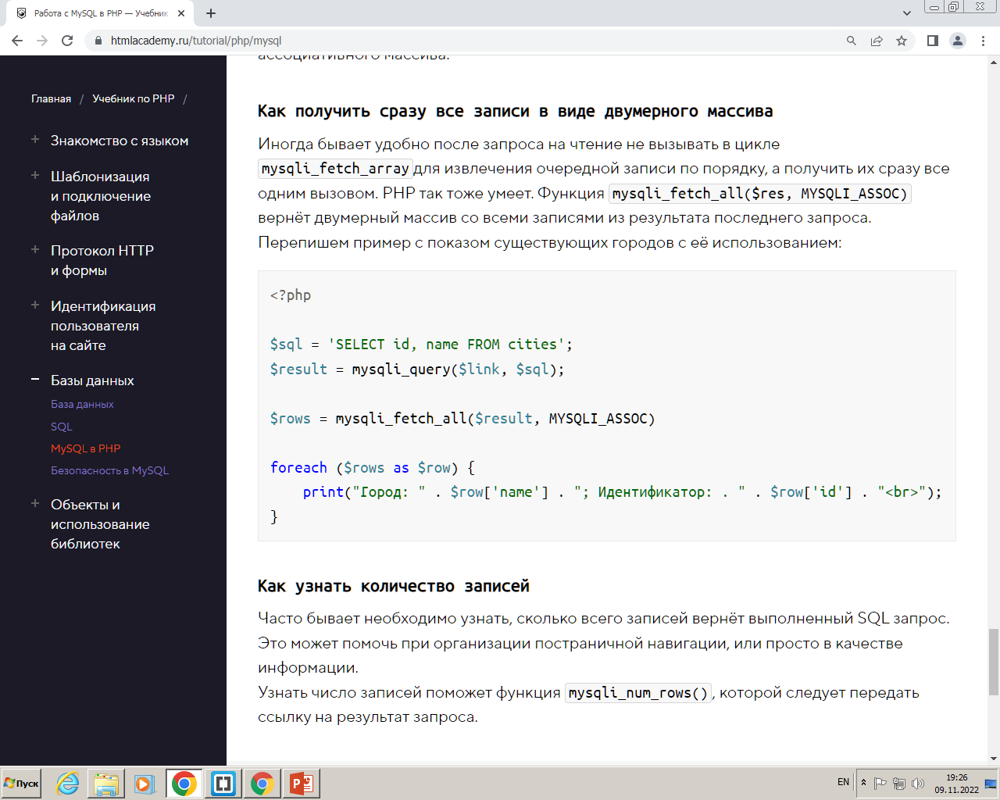 Работа с MySQL в PHP — Учебник
htmlacademy.ru/tutorial/php/mysql
ассоциативного массива.
Главная / Учебник по PHP /
Знакомство с языком
Шаблонизация
и подключение
файлов
Протокол HTTP
и формы
Идентификация
пользователя
на сайте
Базы данных
База данных
SQL
MySQL в PHP
Безопасность в MySQL
Объекты и
использование
библиотек
Как получить сразу все записи в виде двумерного массива
Иногда бывает удобно после запроса на чтение не вызывать в цикле
mysqli_fetch_array для извлечения очередной записи по порядку, а получить их сразу все
одним вызовом. PHP так тоже умеет. Функция mysqli_fetch_all($res, MYSQLI_ASSOC)
вернёт двумерный массив со всеми записями из результата последнего запроса.
Перепишем пример с показом существующих городов с её использованием:
<?php
$sql = 'SELECT id, name FROM cities';
$result = mysqli_query($link, $sql);
$rows = mysqli_fetch_all($result, MYSQLI_ASSOC)
foreach ($rows as $row) {
    print("Город: " . $row['name'] . "; Идентификатор: . " . $row['id'] . "<br>");
}
Как узнать количество записей
Часто бывает необходимо узнать, сколько всего записей вернёт выполненный SQL запрос.
Это может помочь при организации постраничной навигации, или просто в качестве
информации.
Узнать число записей поможет функция mysqli_num_rows(), которой следует передать
ссылку на результат запроса.
Пуск
EN
19:26
09.11.2022